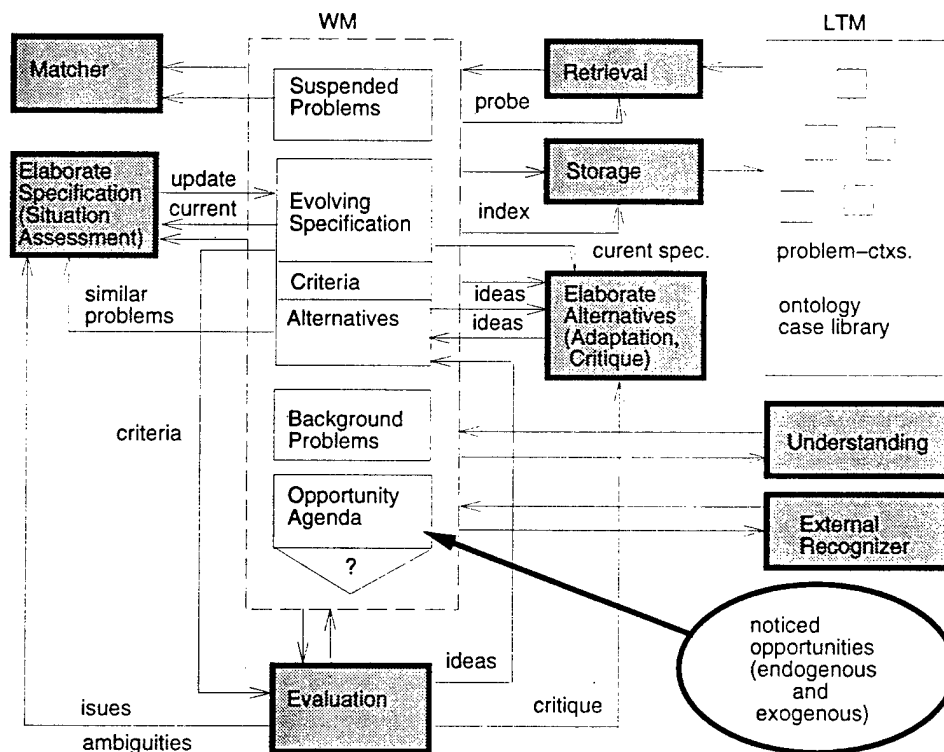 WM
LTM
Matcher
Suspended
Problems
Retrieval
probe
Elaborate
Specification
(Situation
Assessment)
update
current
Evolving
Specification
Storage
index
curent spec.
problem-ctxs.
Criteria
Alternatives
ideas
ideas
Elaborate
Alternatives
(Adaptation,
Critique)
ontology
case library
similar
problems
criteria
Background
Problems
Understanding
Opportunity
Agenda
?
External
Recognizer
noticed
opportunities
(endogenous
and
exogenous)
Evaluation
ideas
critique
isues
ambiguities